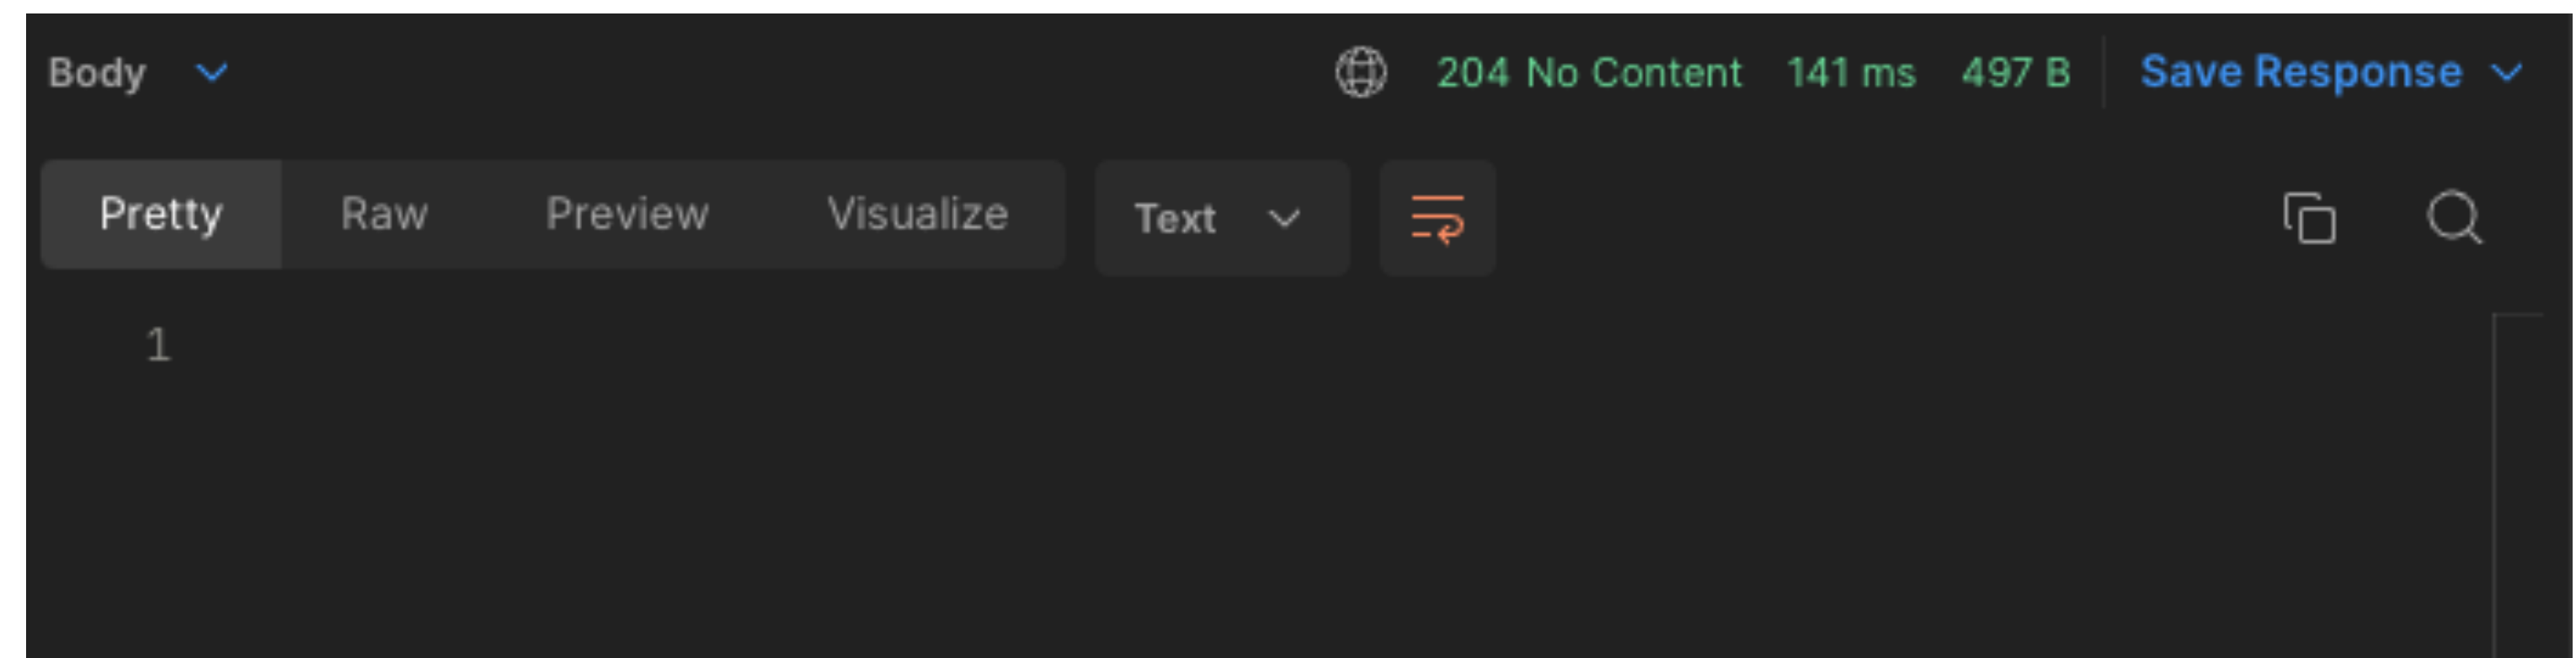 Body 204 No Content 141 ms 497 B Save Response
Pretty Raw Preview Visualize Text
1